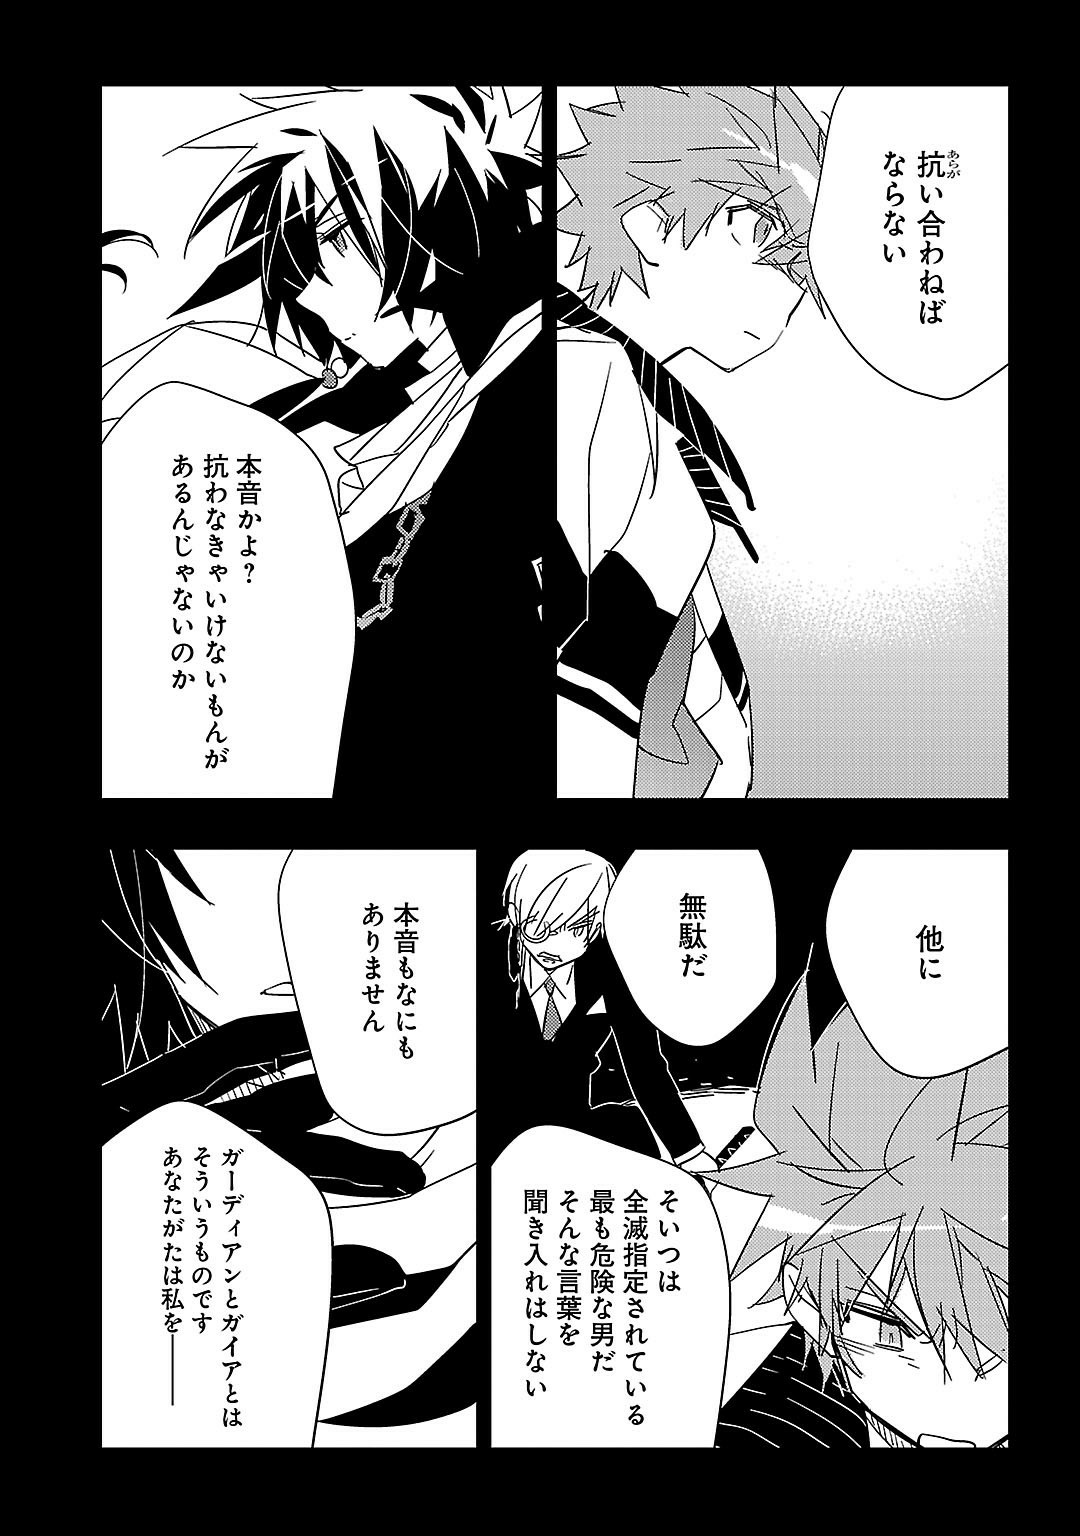 抗い合わねば
ならない
あらが
本音かよ？
抗わなきゃいけないもんが
あるんじゃないのか
他に
無駄だ
そいつは
全滅指定されている
最も危険な男だ
そんな言葉を
聞き入れはしない
本音もなにも
ありません
ガーディアンとガイアとは
そういうものです
あなたがたは私を――